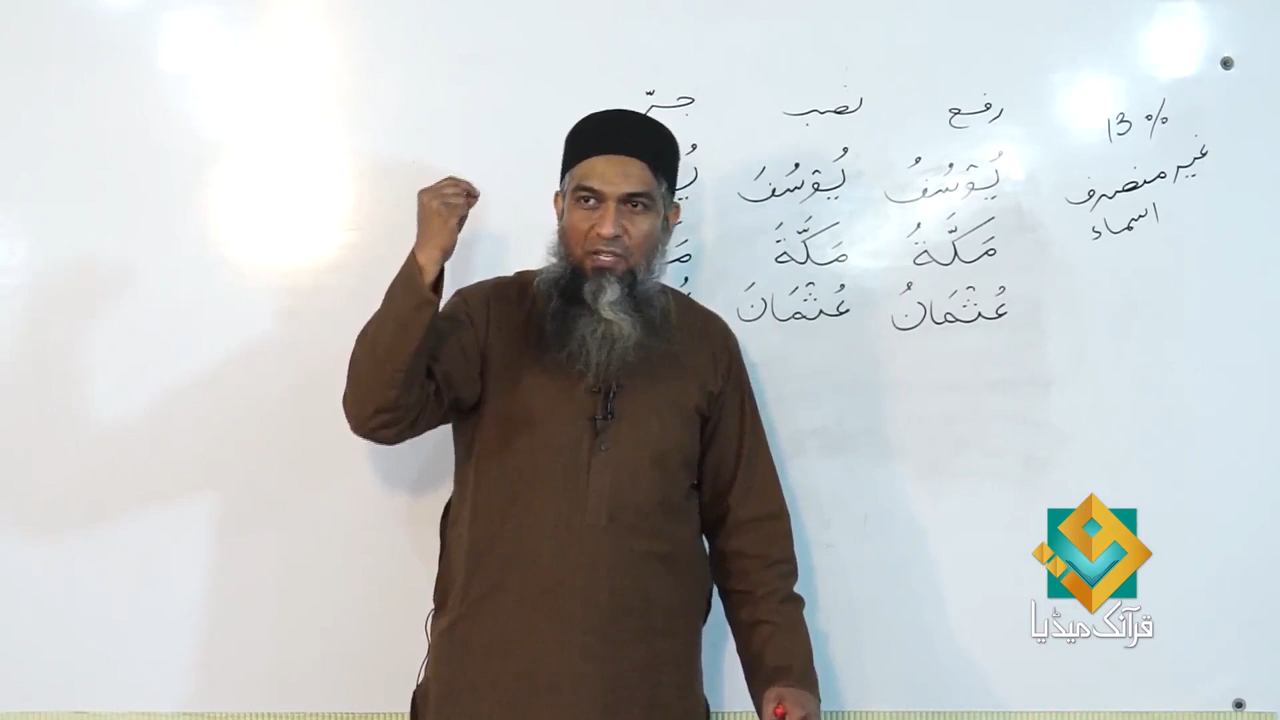 13 % رفع نصب جرّ
غیر منصرف یُوْسُفُ یُوْسُفَ
اسماء مَکَّةُ مَکَّةَ
عُثْمَانُ عُثْمَانَ
قرآنک میڈیا